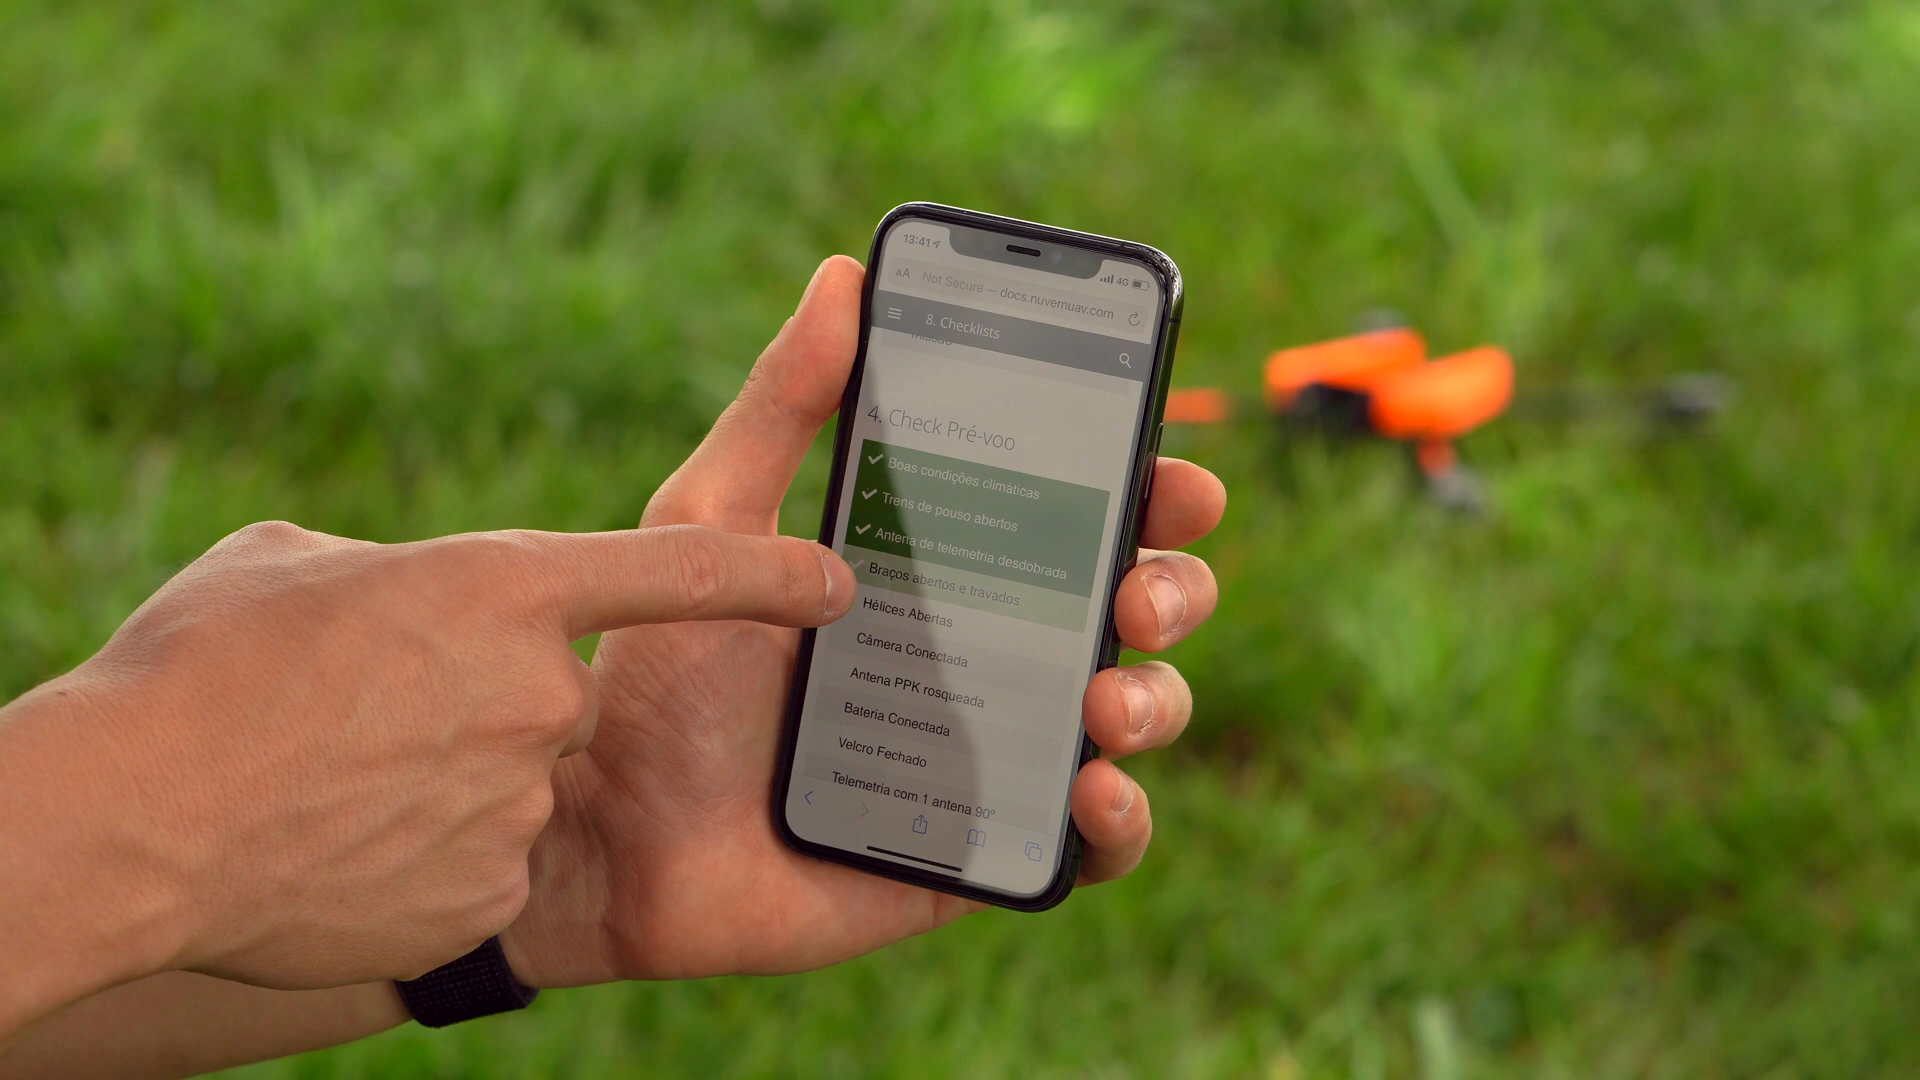 13:41
4G
AA Not Secure — docs.nuvemuav.com
8. Checklists
4. Check Pré-voo
Boas condições climáticas
Trens de pouso abertos
Antena de telemetria desdobrada
Braços abertos e travados
Hélices Abertas
Câmera Conectada
Antena PPK rosqueada
Bateria Conectada
Velcro Fechado
Telemetria com 1 antena 90º